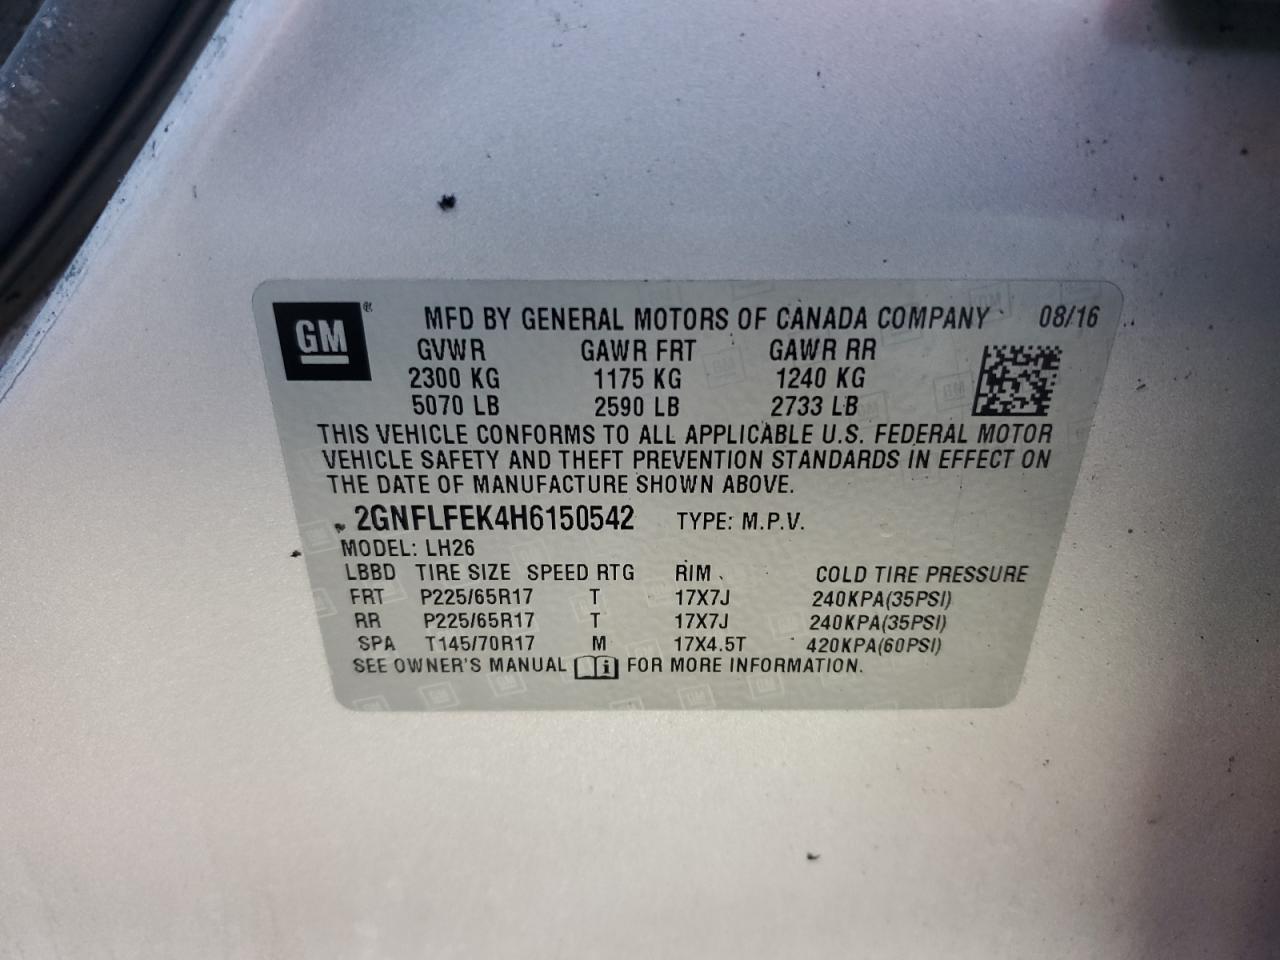 GM ® MFD BY GENERAL MOTORS OF CANADA COMPANY 08/16
GVWR GAWR FRT GAWR RR
2300 KG 1175 KG 1240 KG
5070 LB 2590 LB 2733 LB
THIS VEHICLE CONFORMS TO ALL APPLICABLE U.S. FEDERAL MOTOR
VEHICLE SAFETY AND THEFT PREVENTION STANDARDS IN EFFECT ON
THE DATE OF MANUFACTURE SHOWN ABOVE.
2GNFLFEK4H6150542 TYPE: M.P.V.
MODEL: LH26
LBBD TIRE SIZE SPEED RTG RIM COLD TIRE PRESSURE
FRT P225/65R17 T 17X7J 240KPA(35PSI)
RR P225/65R17 T 17X7J 240KPA(35PSI)
SPA T145/70R17 M 17X4.5T 420KPA(60PSI)
SEE OWNER'S MANUAL i FOR MORE INFORMATION.